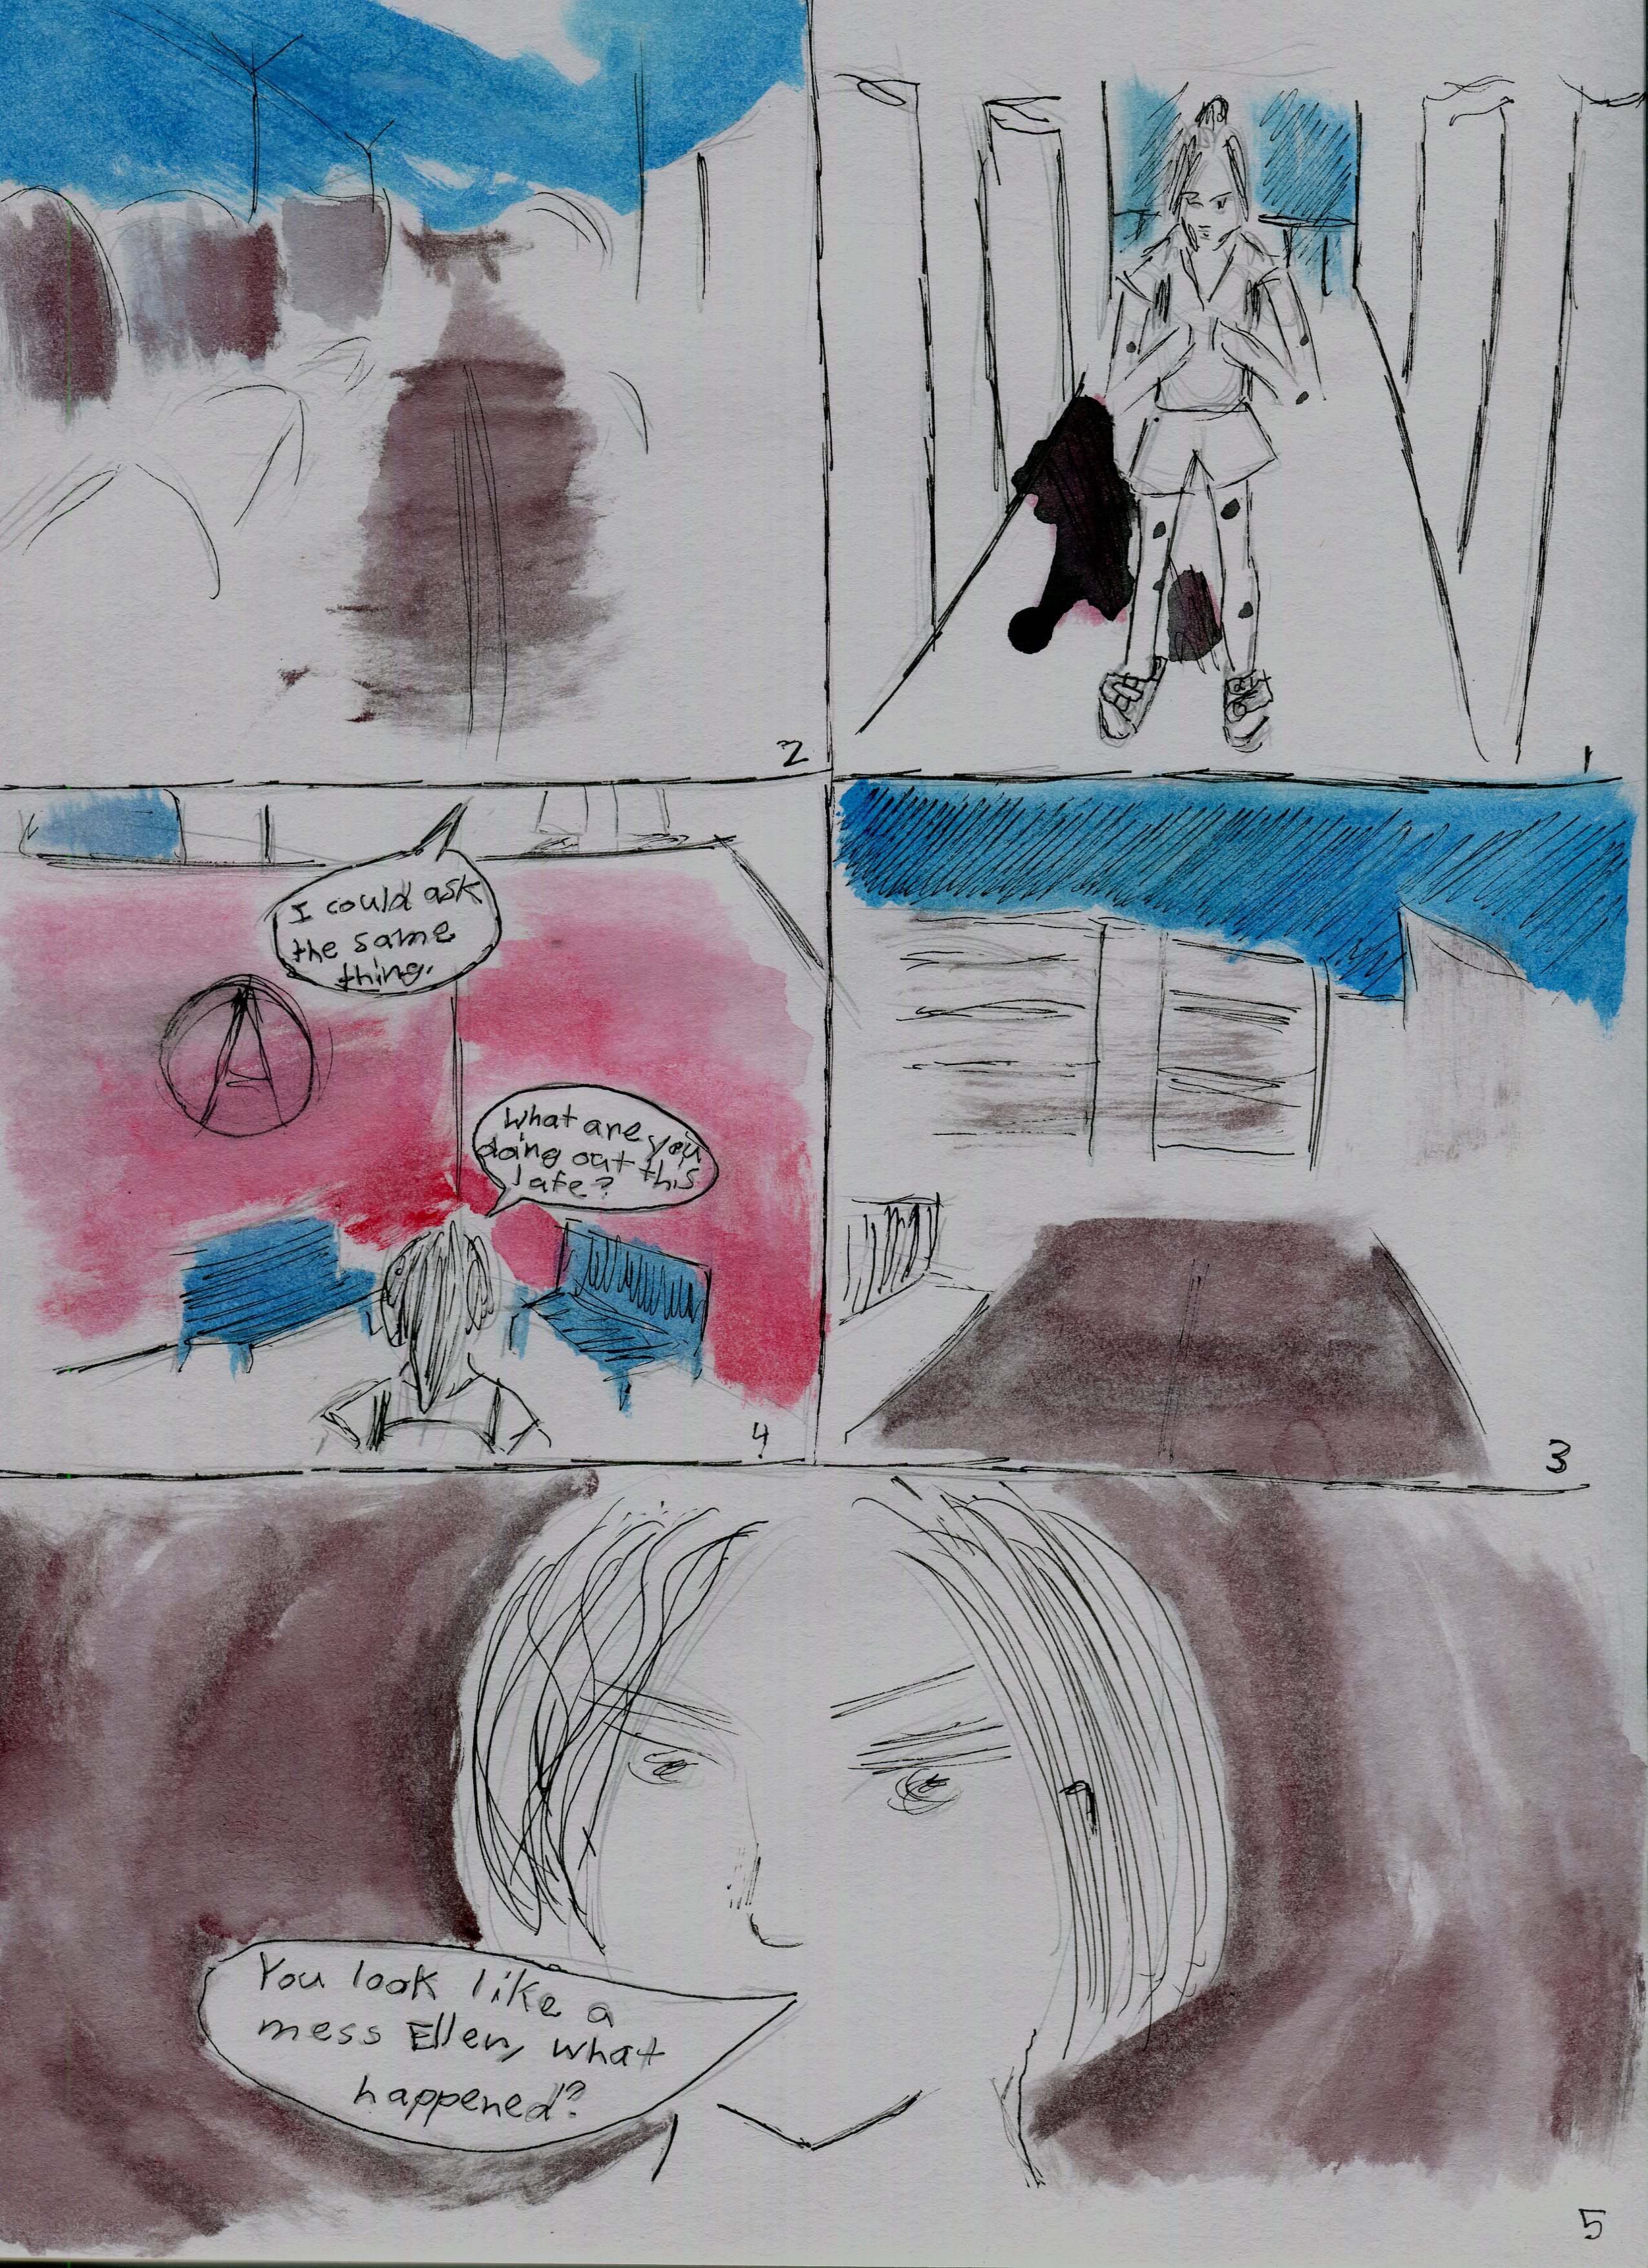 1
2
3
What are you
doing out this
late?
I could ask
the same
thing.
A
4
You look like a
mess Ellen, what
happened?
5